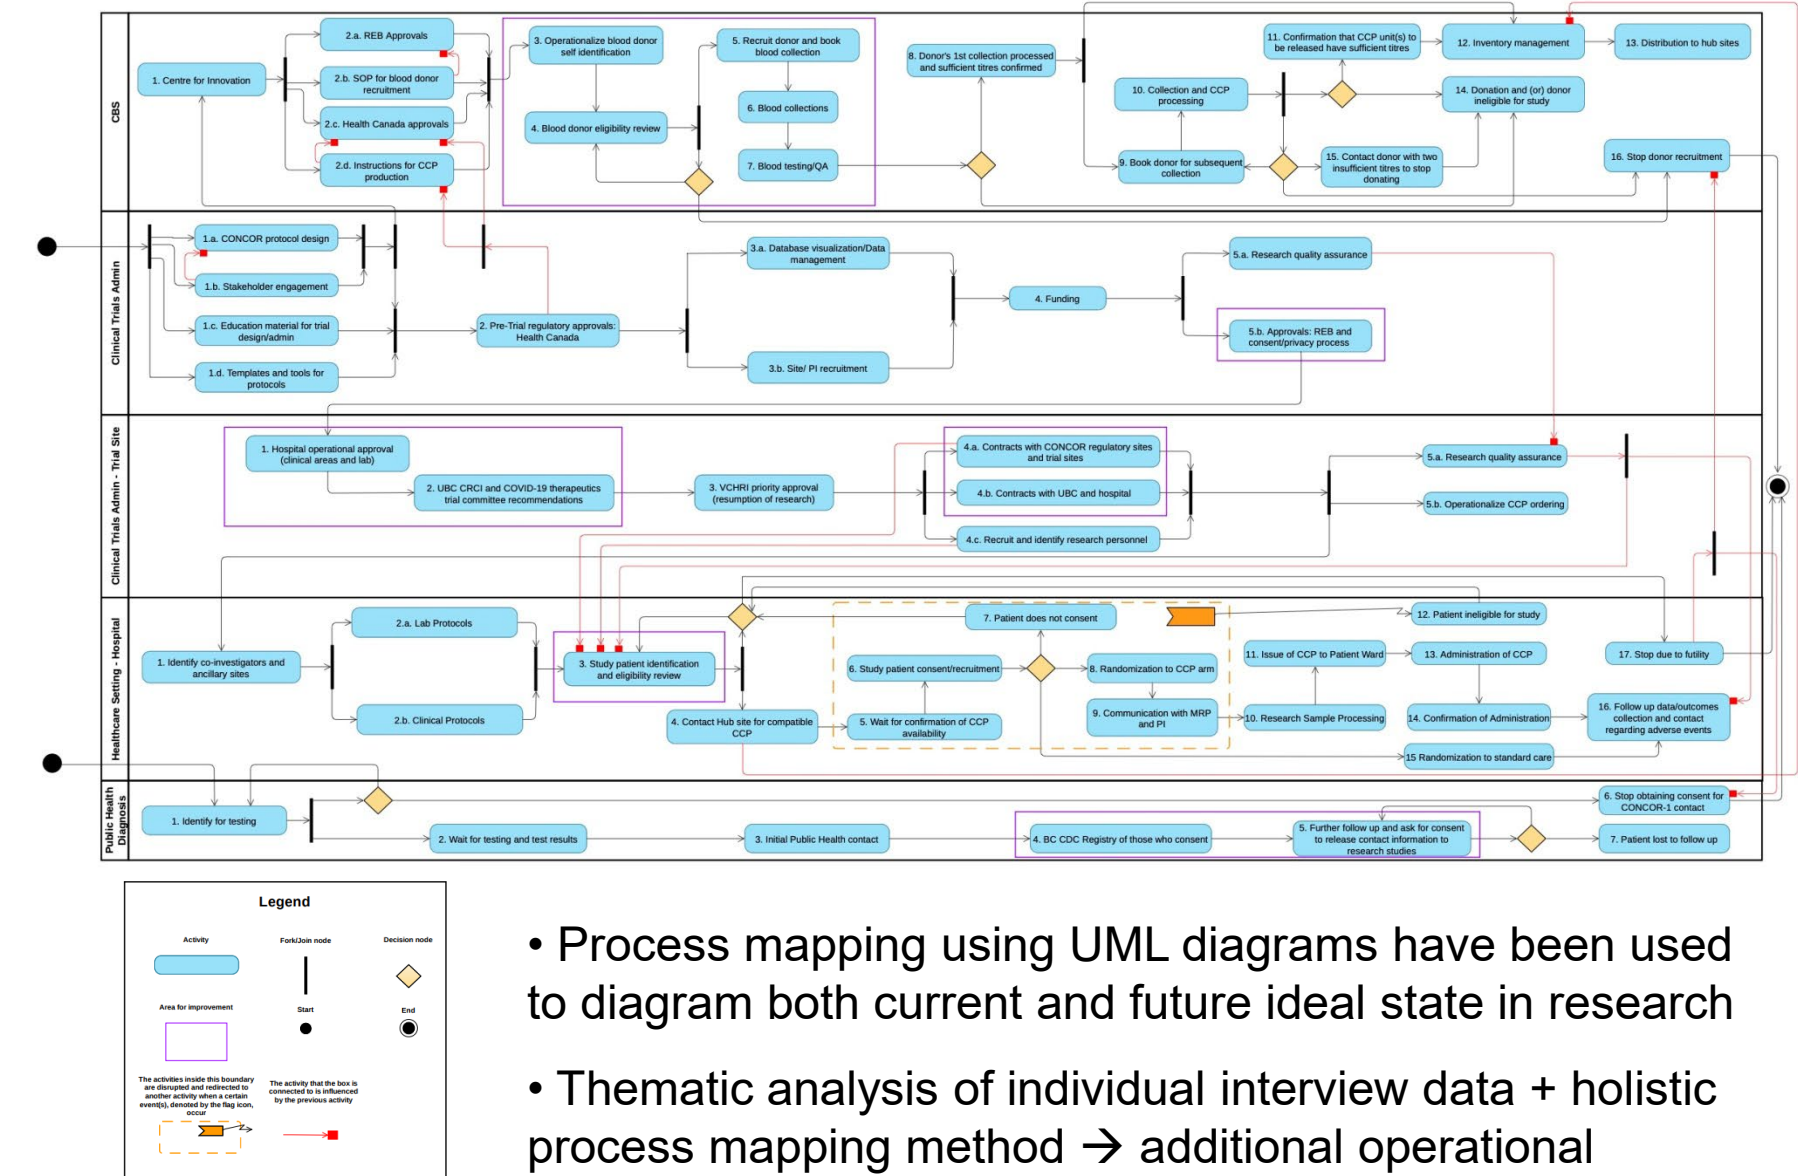 CBS
1. Centre for Innovation
2.a. REB Approvals
2.b. SOP for blood donor
recruitment
2.c. Health Canada approvals
2.d. Instructions for CCP
production
3. Operationalize blood donor
self identification
4. Blood donor eligibility review
5. Recruit donor and book
blood collection
6. Blood collections
7. Blood testing/QA
8. Donor's 1st collection processed
and sufficient titres confirmed
9. Book donor for subsequent
collection
10. Collection and CCP
processing
11. Confirmation that CCP unit(s) to
be released have sufficient titres
12. Inventory management
13. Distribution to hub sites
14. Donation and (or) donor
ineligible for study
15. Contact donor with two
insufficient titres to stop
donating
16. Stop donor recruitment
Clinical Trials Admin
1.a. CONCOR protocol design
1.b. Stakeholder engagement
1.c. Education material for trial
design/admin
1.d. Templates and tools for
protocols
2. Pre-Trial regulatory approvals:
Health Canada
3.a. Database visualization/Data
management
3.b. Site/ PI recruitment
4. Funding
5.a. Research quality assurance
5.b. Approvals: REB and
consent/privacy process
Clinical Trials Admin - Trial Site
1. Hospital operational approval
(clinical areas and lab)
2. UBC CRCI and COVID-19 therapeutics
trial committee recommendations
3. VCHRI priority approval
(resumption of research)
4.a. Contracts with CONCOR regulatory sites
and trial sites
4.b. Contracts with UBC and hospital
4.c. Recruit and identify research personnel
5.a. Research quality assurance
5.b. Operationalize CCP ordering
Healthcare Setting - Hospital
1. Identify co-investigators and
ancillary sites
2.a. Lab Protocols
2.b. Clinical Protocols
3. Study patient identification
and eligibility review
4. Contact Hub site for compatible
CCP
5. Wait for confirmation of CCP
availability
6. Study patient consent/recruitment
7. Patient does not consent
8. Randomization to CCP arm
9. Communication with MRP
and PI
10. Research Sample Processing
11. Issue of CCP to Patient Ward
12. Patient ineligible for study
13. Administration of CCP
14. Confirmation of Administration
15 Randomization to standard care
16. Follow up data/outcomes
collection and contact
regarding adverse events
17. Stop due to futility
Public Health
Diagnosis
1. Identify for testing
2. Wait for testing and test results
3. Initial Public Health contact
4. BC CDC Registry of those who consent
5. Further follow up and ask for consent
to release contact information to
research studies
6. Stop obtaining consent for
CONCOR-1 contact
7. Patient lost to follow up
Legend
Activity
Fork/Join node
Decision node
Area for improvement
Start
End
The activities inside this boundary
are disrupted and redirected to
another activity when a certain
event(s), denoted by the flag icon,
occur
The activity that the box is
connected to is influenced
by the previous activity
• Process mapping using UML diagrams have been used
to diagram both current and future ideal state in research
• Thematic analysis of individual interview data + holistic
process mapping method → additional operational